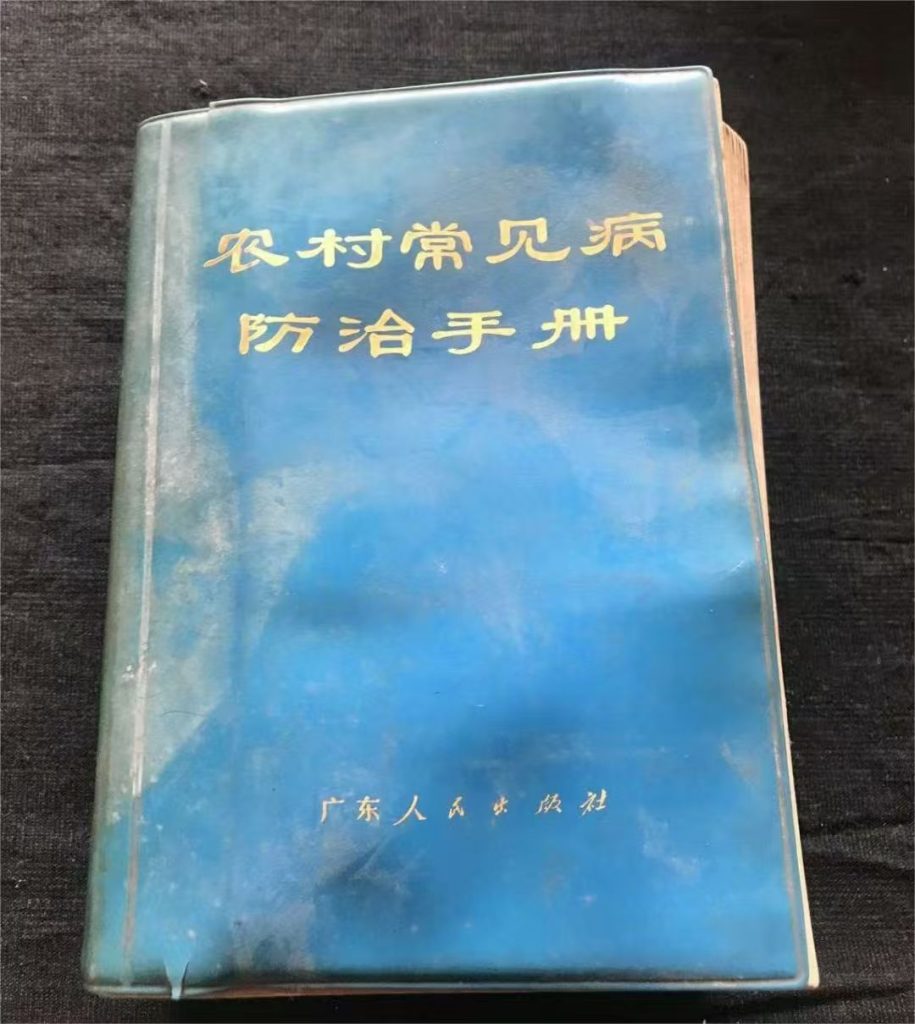 农村常见病
防治手册
广东人民出版社